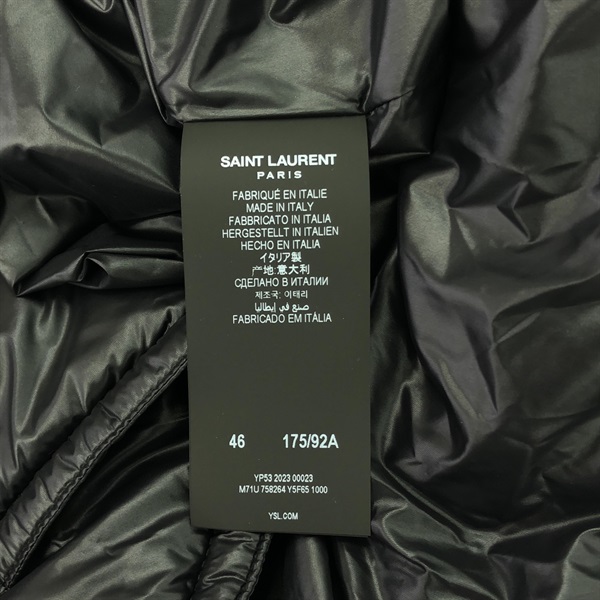 SAINT LAURENT
PARIS
FABRIQUÉ EN ITALIE
MADE IN ITALY
FABBRICATO IN ITALIA
HERGESTELLT IN ITALIEN
HECHO EN ITALIA
イタリア製
产地:意大利
СДЕЛАНО В ИТАЛИИ
제조국: 이태리
صنع في إيطاليا
FABRICADO EM ITÁLIA
46 175/92A
YP53 2023 00023
M71U 758264 Y5F65 1000
YSL.COM